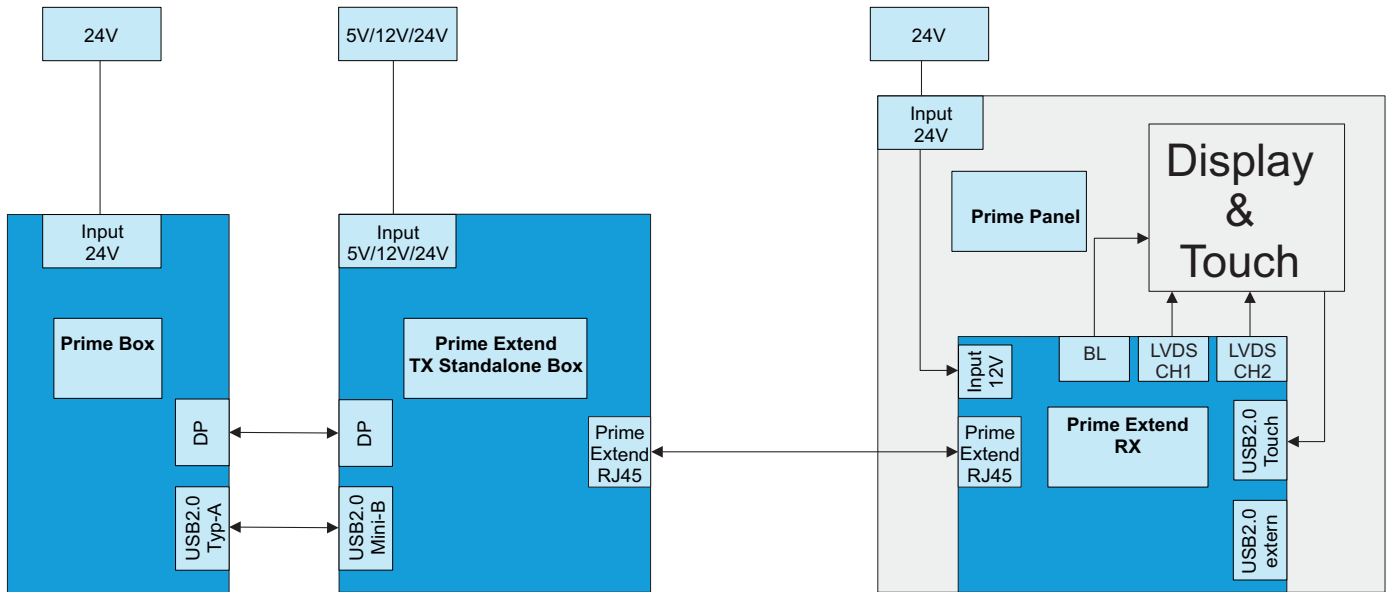 24V
5V/12V/24V
24V
Input
24V
Input
24V
Input
5V/12V/24V
Display
&
Touch
Prime Panel
Prime Box
Prime Extend
TX Standalone Box
Input
12V
BL
LVDS
CH1
LVDS
CH2
DP
DP
Prime
Extend
RJ45
Prime
Extend
RJ45
Prime Extend
RX
USB2.0
Touch
USB2.0
Typ-A
USB2.0
Mini-B
USB2.0
extern